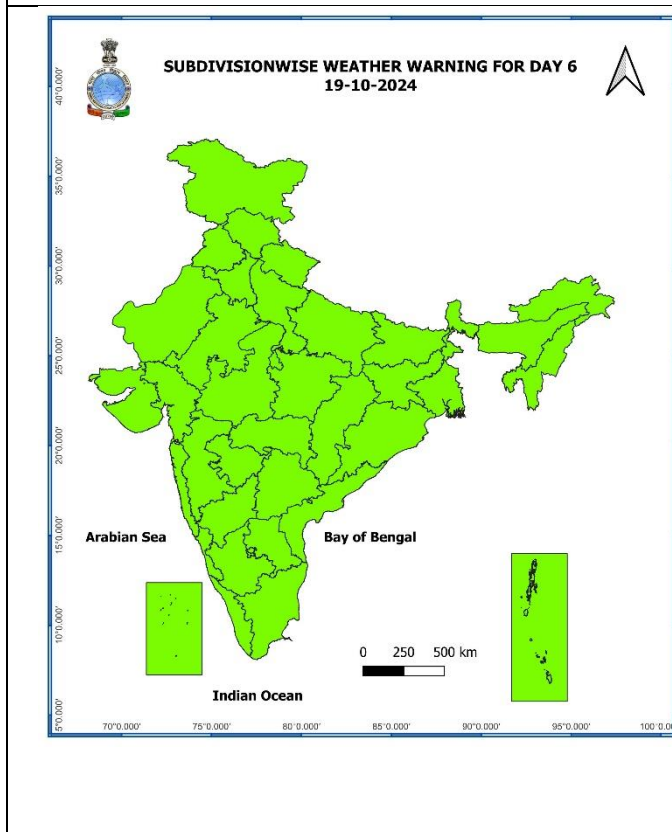 SUBDIVISIONWISE WEATHER WARNING FOR DAY 6
19-10-2024
40°0.000'
35°0.000'
30°0.000'
25°0.000'
20°0.000'
15°0.000'
10°0.000'
5°0.000'
Arabian Sea
Bay of Bengal
0 250 500 km
Indian Ocean
70°0.000' 75°0.000' 80°0.000' 85°0.000' 90°0.000' 95°0.000'